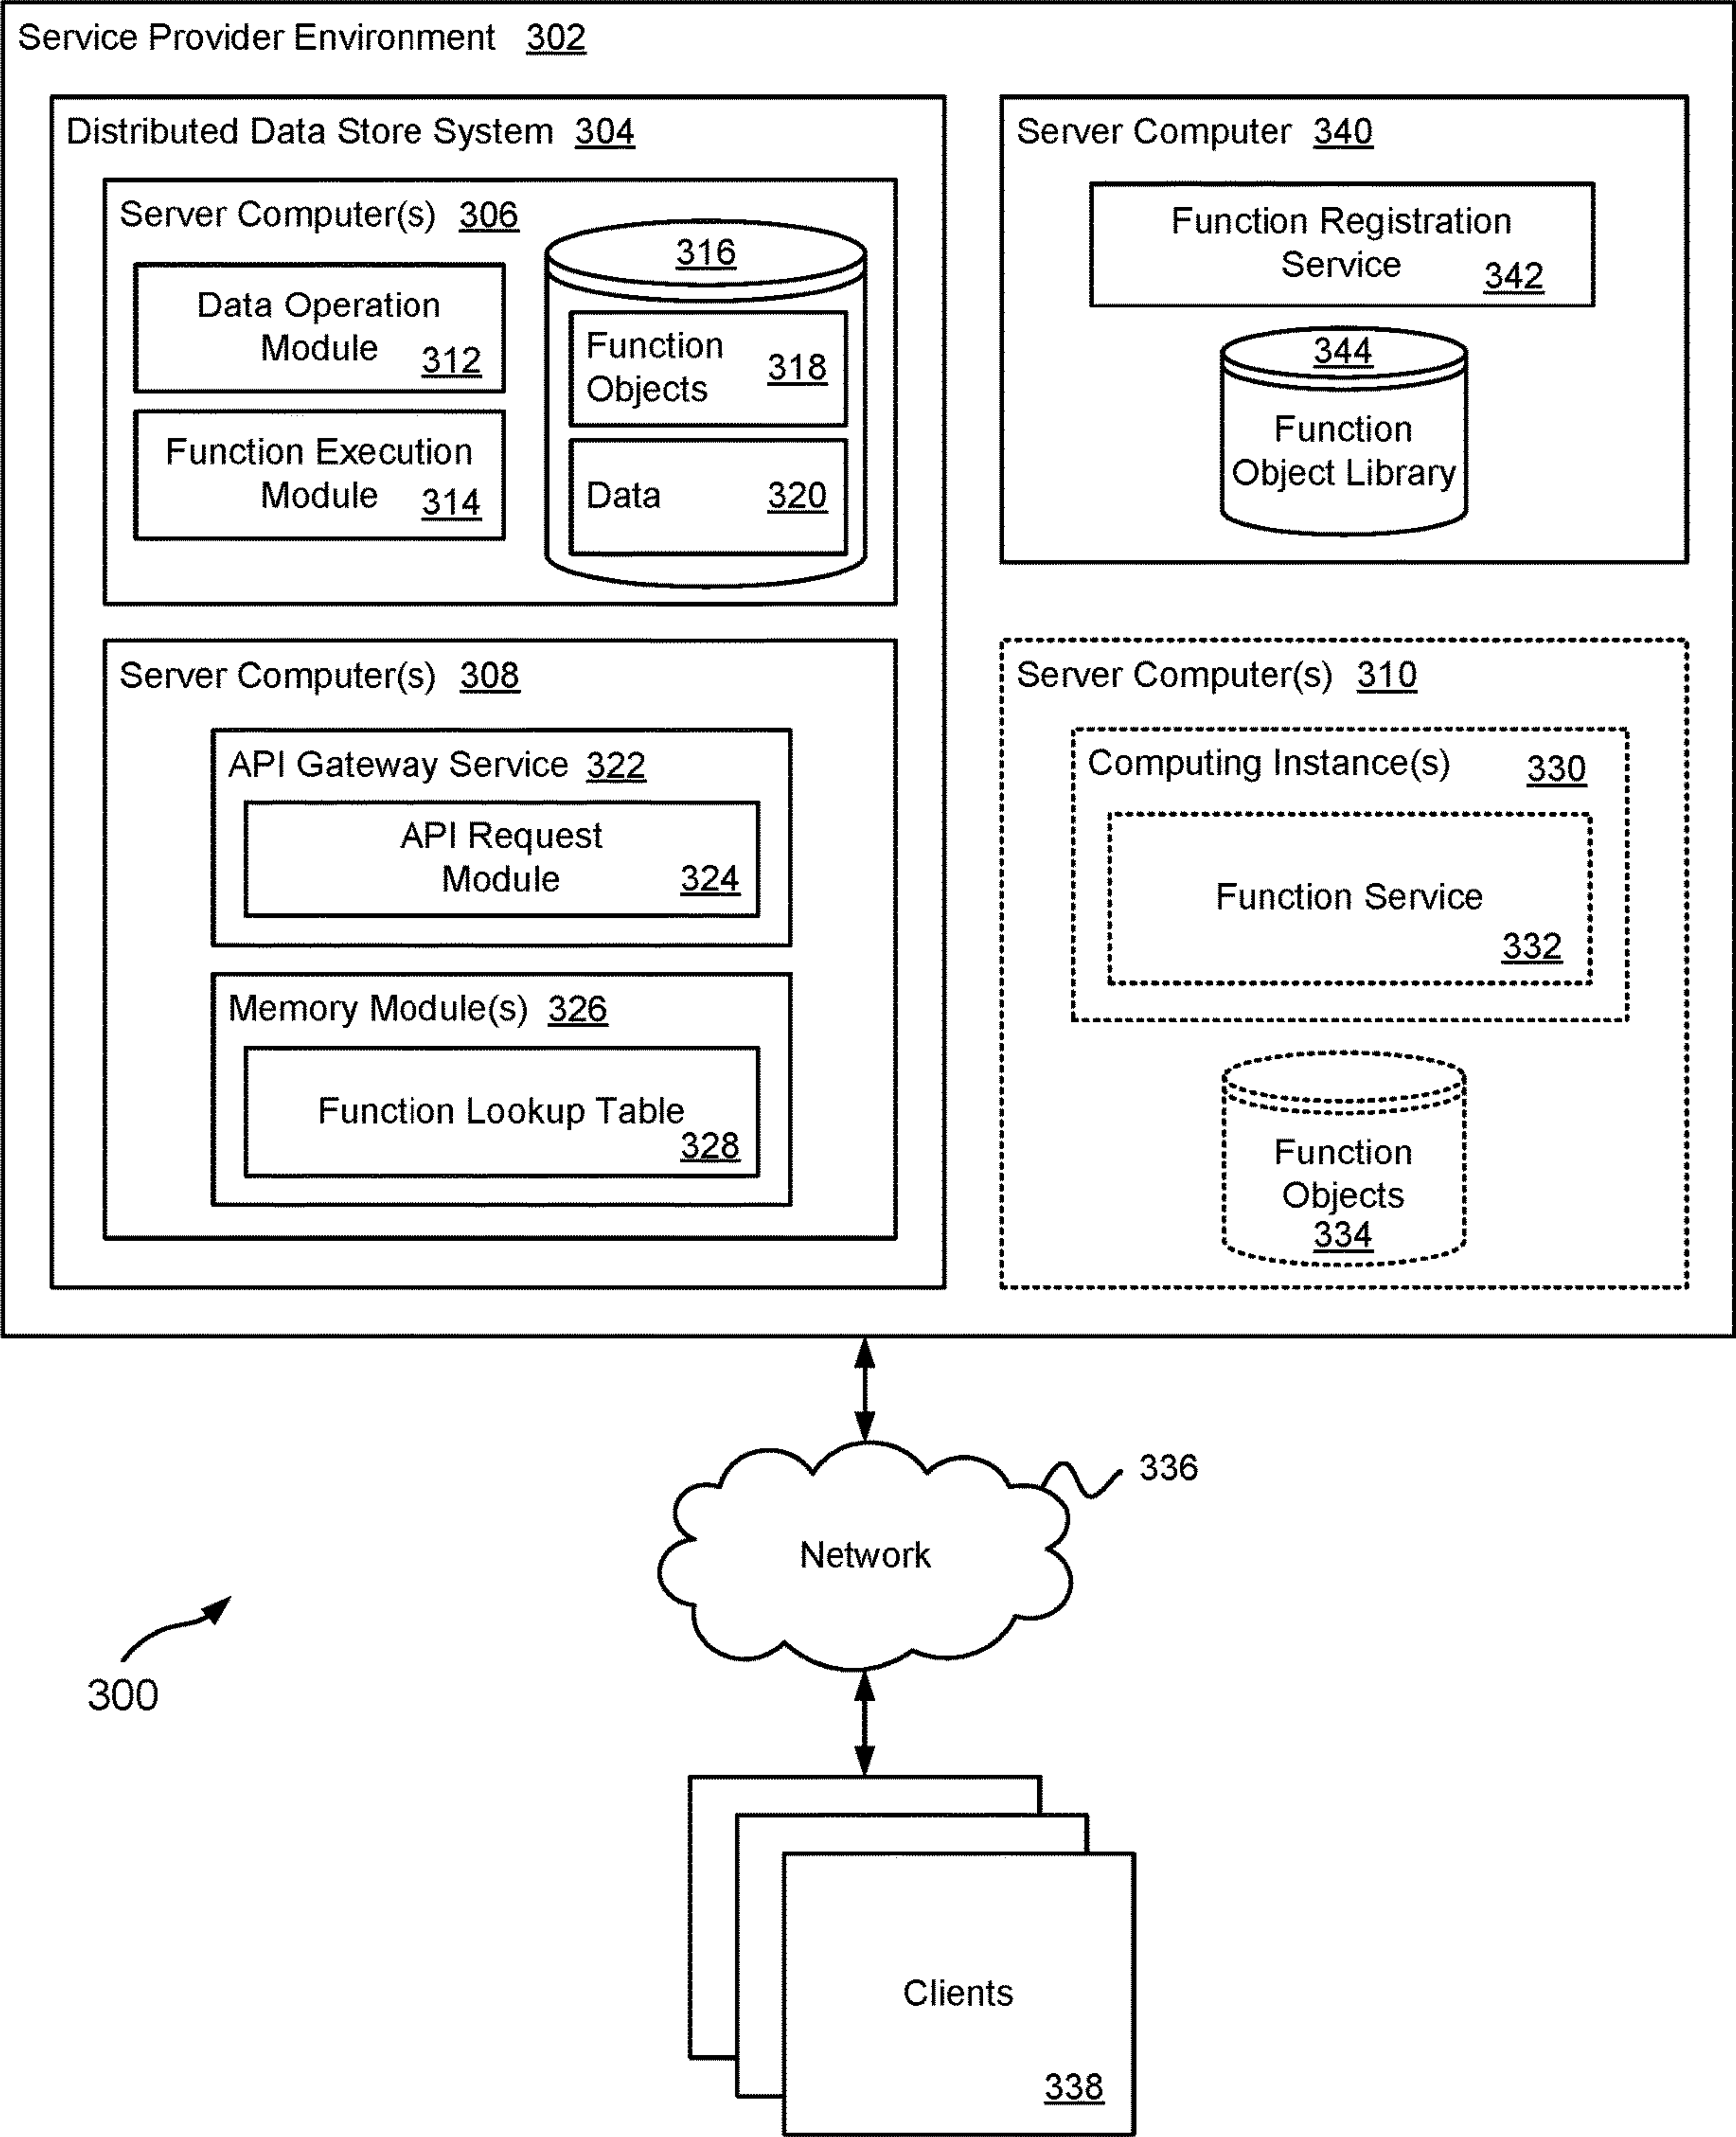 Service Provider Environment 302
Distributed Data Store System 304
Server Computer(s) 306
Data Operation
Module 312
Function Execution
Module 314
316
Function
Objects 318
Data 320
Server Computer(s) 308
API Gateway Service 322
API Request
Module 324
Memory Module(s) 326
Function Lookup Table
328
Server Computer 340
Function Registration
Service 342
344
Function
Object Library
Server Computer(s) 310
Computing Instance(s) 330
Function Service
332
Function
Objects
334
336
Network
300
Clients
338